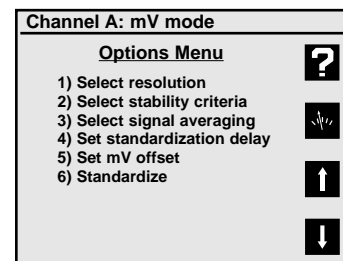 Channel A: mV mode
Options Menu
1) Select resolution
2) Select stability criteria
3) Select signal averaging
4) Set standardization delay
5) Set mV offset
6) Standardize
?